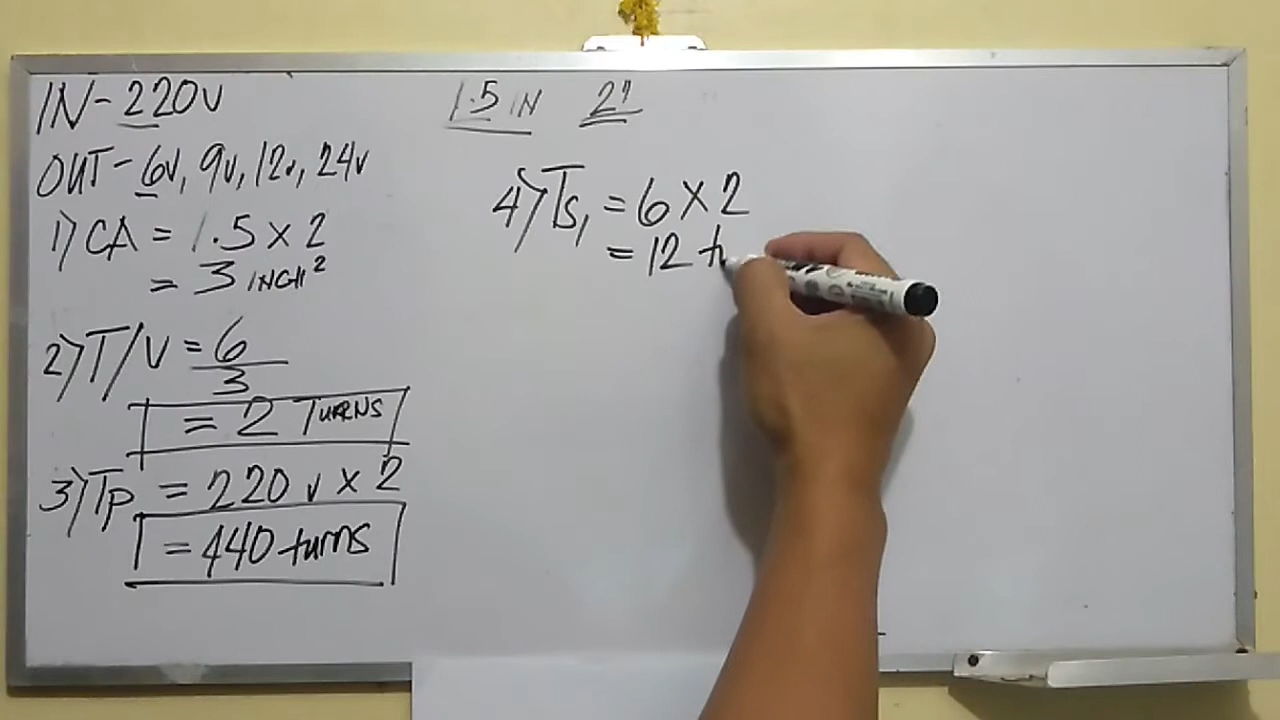 IN-220V
OUT-6V, 9V, 12V, 24V
1) CA = 1.5 x 2
= 3 INCH²
2) T/V = 6
3
= 2 TURNS
3) Tp = 220 v x 2
= 440 turns
1.5 IN 2"
4) Ts1 = 6 x 2
= 12 t